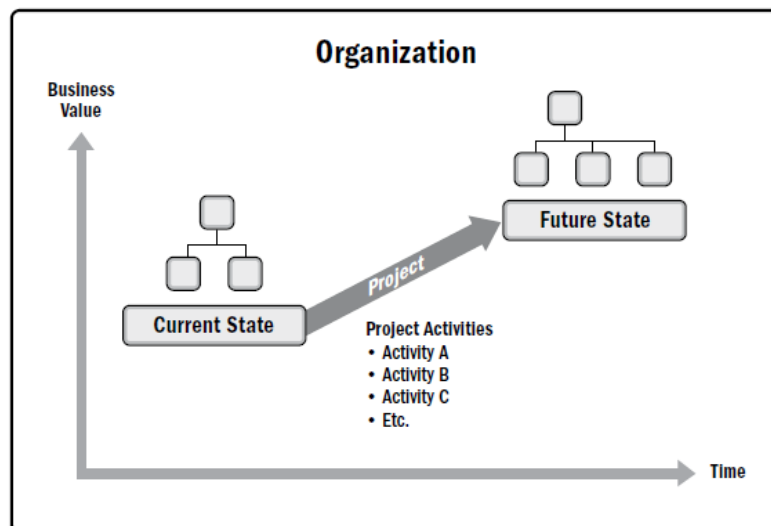 Organization
Business
Value
Future State
Project
Current State
Project Activities
• Activity A
• Activity B
• Activity C
• Etc.
Time